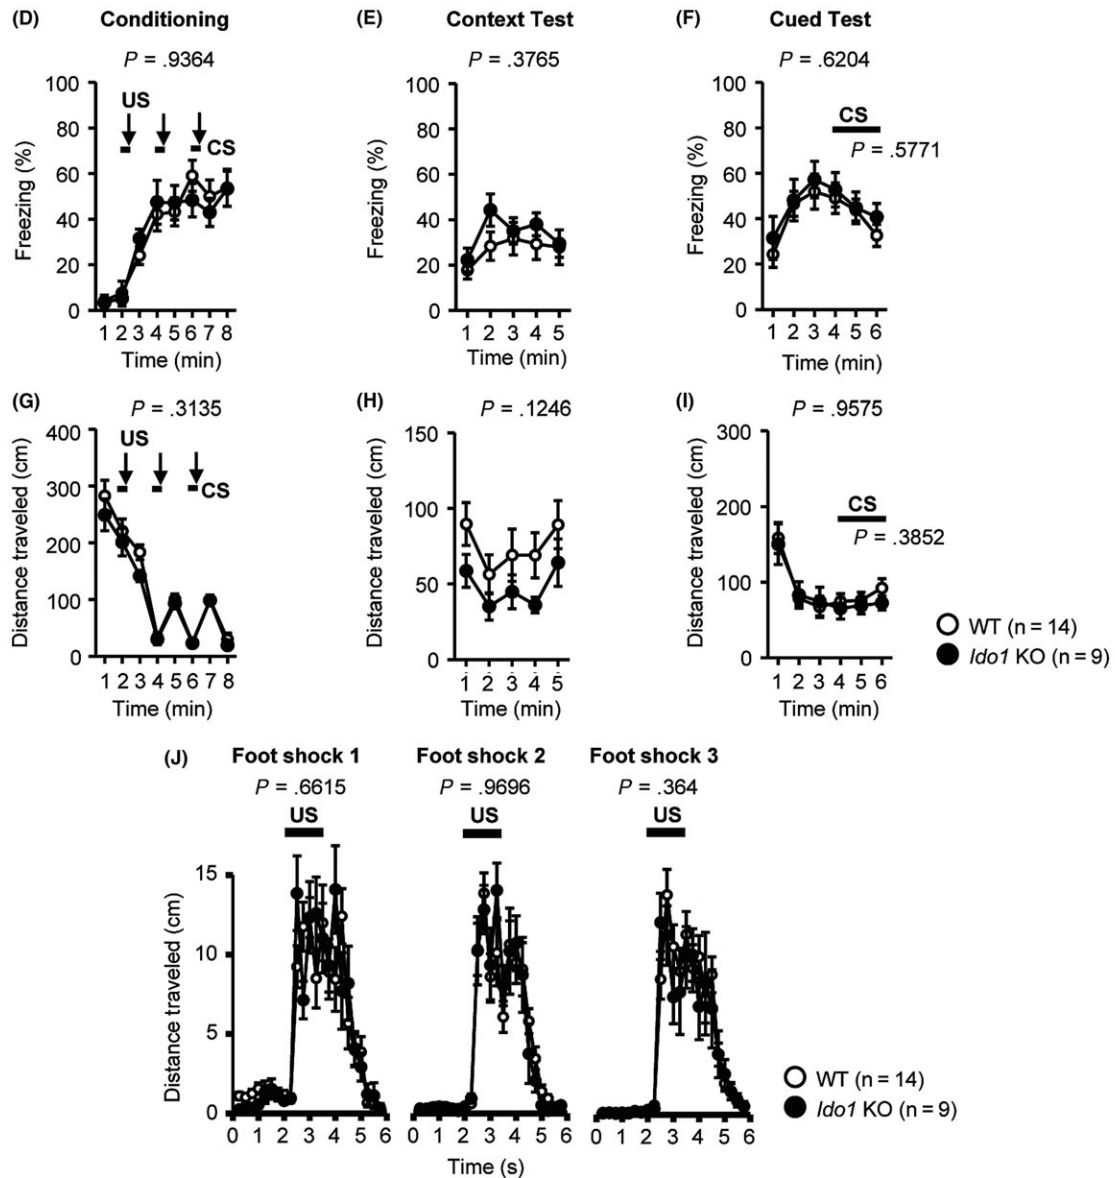 (D) Conditioning (E) Context Test (F) Cued Test
P = .9364 P = .3765 P = .6204
100 100 100
US CS
80 80 80
P = .5771
CS
60 60 60
40 40 40
20 20 20
0 0 0
Freezing (%) Freezing (%) Freezing (%)
1 2 3 4 5 6 7 8 1 2 3 4 5 1 2 3 4 5 6
Time (min) Time (min) Time (min)
(G) P = .3135 (H) P = .1246 (I) P = .9575
400 150 300
US
300 100 200
CS CS
P = .3852
200 50 100
100
0 0 0
Distance traveled (cm) Distance traveled (cm) Distance traveled (cm)
WT (n = 14)
Ido1 KO (n = 9)
1 2 3 4 5 6 7 8 1 2 3 4 5 1 2 3 4 5 6
Time (min) Time (min) Time (min)
(J) Foot shock 1 Foot shock 2 Foot shock 3
P = .6615 P = .9696 P = .364
US US US
15
10
5
0
Distance traveled (cm)
WT (n = 14)
Ido1 KO (n = 9)
0 1 2 3 4 5 6 0 1 2 3 4 5 6 0 1 2 3 4 5 6
Time (s)